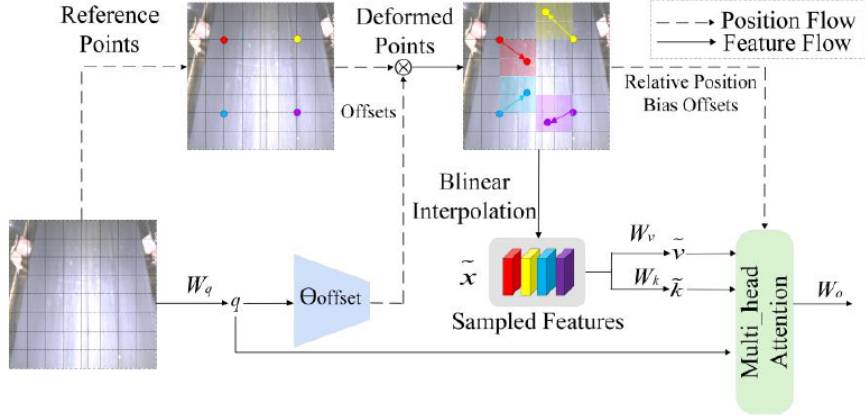 Reference
Points
Deformed
Points
Offsets
Position Flow
Feature Flow
Relative Position
Bias Offsets
Blinear
Interpolation
W_q
q
Θoffset
x̃
Sampled Features
W_v
ṽ
W_k
k̃
Multi_head
Attention
W_o